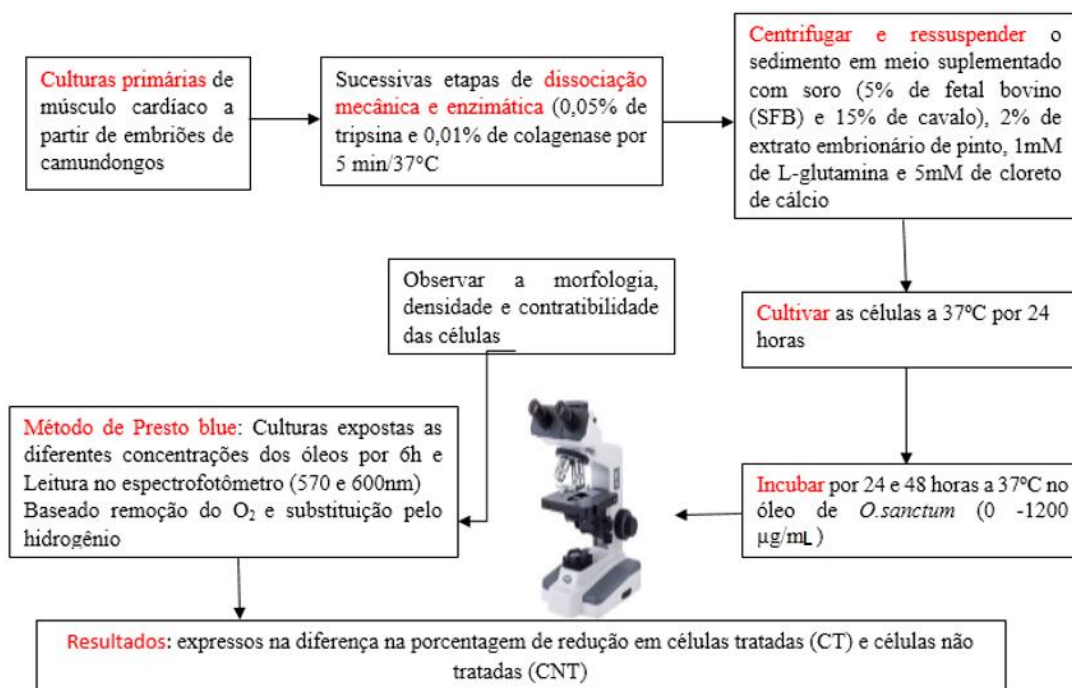 Culturas primárias de
músculo cardíaco a
partir de embriões de
camundongos
Sucessivas etapas de dissociação
mecânica e enzimática (0,05% de
tripsina e 0,01% de colagenase por
5 min/37°C
Centrifugar e ressuspender o
sedimento em meio suplementado
com soro (5% de fetal bovino
(SFB) e 15% de cavalo), 2% de
extrato embrionário de pinto, 1mM
de L-glutamina e 5mM de cloreto
de cálcio
Cultivar as células a 37ºC por 24
horas
Incubar por 24 e 48 horas a 37ºC no
óleo de O.sanctum (0 -1200
µg/mL)
Observar a morfologia,
densidade e contratibilidade
das células
Método de Presto blue: Culturas expostas as
diferentes concentrações dos óleos por 6h e
Leitura no espectrofotômetro (570 e 600nm)
Baseado remoção do O₂ e substituição pelo
hidrogênio
Resultados: expressos na diferença na porcentagem de redução em células tratadas (CT) e células não
tratadas (CNT)